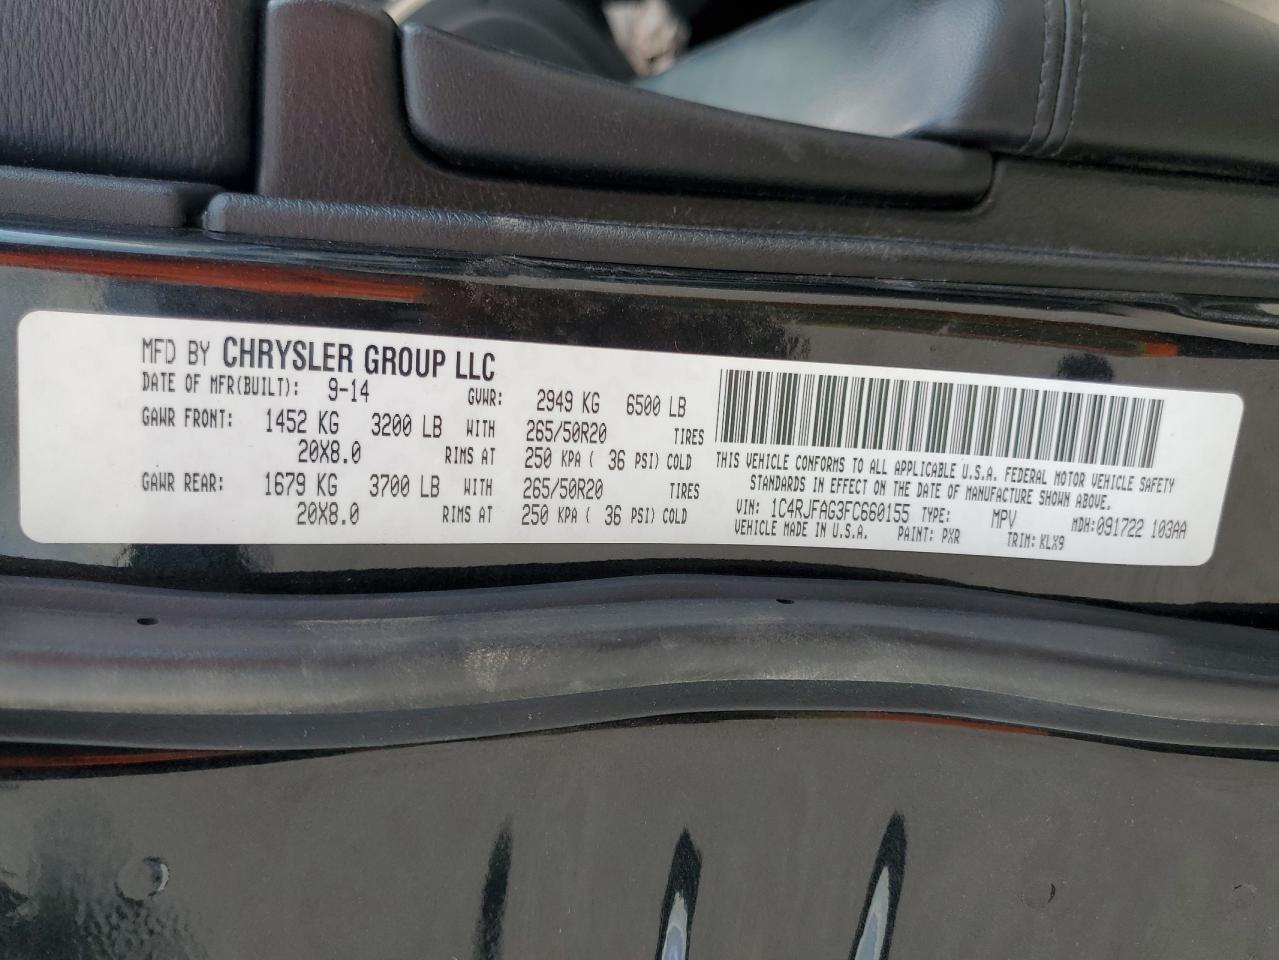 MFD BY CHRYSLER GROUP LLC
DATE OF MFR(BUILT): 9-14 GVWR: 2949 KG 6500 LB
GAWR FRONT: 1452 KG 3200 LB WITH 265/50R20 TIRES
20X8.0 RIMS AT 250 KPA ( 36 PSI) COLD
GAWR REAR: 1679 KG 3700 LB WITH 265/50R20 TIRES
20X8.0 RIMS AT 250 KPA ( 36 PSI) COLD
THIS VEHICLE CONFORMS TO ALL APPLICABLE U.S.A. FEDERAL MOTOR VEHICLE SAFETY
STANDARDS IN EFFECT ON THE DATE OF MANUFACTURE SHOWN ABOVE.
VIN: 1C4RJFAG3FC660155 TYPE: MPV MDH:091722 103AA
VEHICLE MADE IN U.S.A. PAINT: PXR TRIM: KLX9